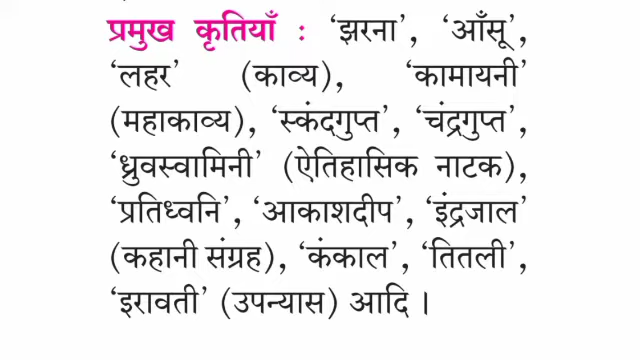 प्रमुख कृतियाँ : ‘झरना’, ‘आँसू’,
‘लहर’ (काव्य), ‘कामायनी’
(महाकाव्य), ‘स्कंदगुप्त’, ‘चंद्रगुप्त’,
‘ध्रुवस्वामिनी’ (ऐतिहासिक नाटक),
‘प्रतिध्वनि’, ‘आकाशदीप’, ‘इंद्रजाल’
(कहानी संग्रह), ‘कंकाल’, ‘तितली’,
‘इरावती’ (उपन्यास) आदि ।